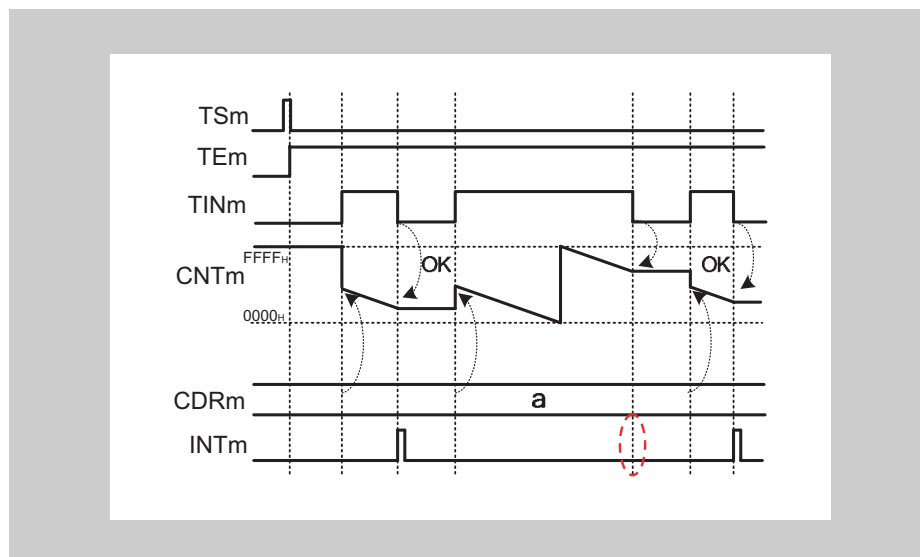 TSm
TEm
TINm
FFFFH
CNTm
OK
OK
0000H
CDRm
a
INTm